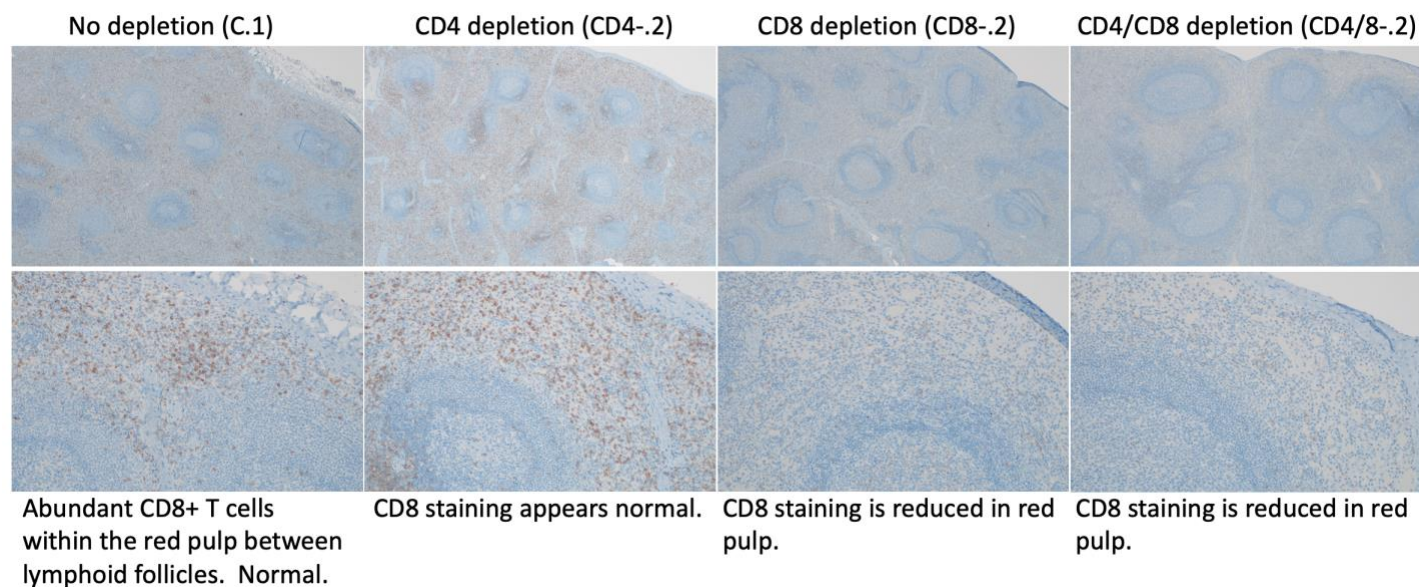 No depletion (C.1)
CD4 depletion (CD4-.2)
CD8 depletion (CD8-.2)
CD4/CD8 depletion (CD4/8-.2)
Abundant CD8+ T cells
within the red pulp between
lymphoid follicles.  Normal.
CD8 staining appears normal.
CD8 staining is reduced in red
pulp.
CD8 staining is reduced in red
pulp.